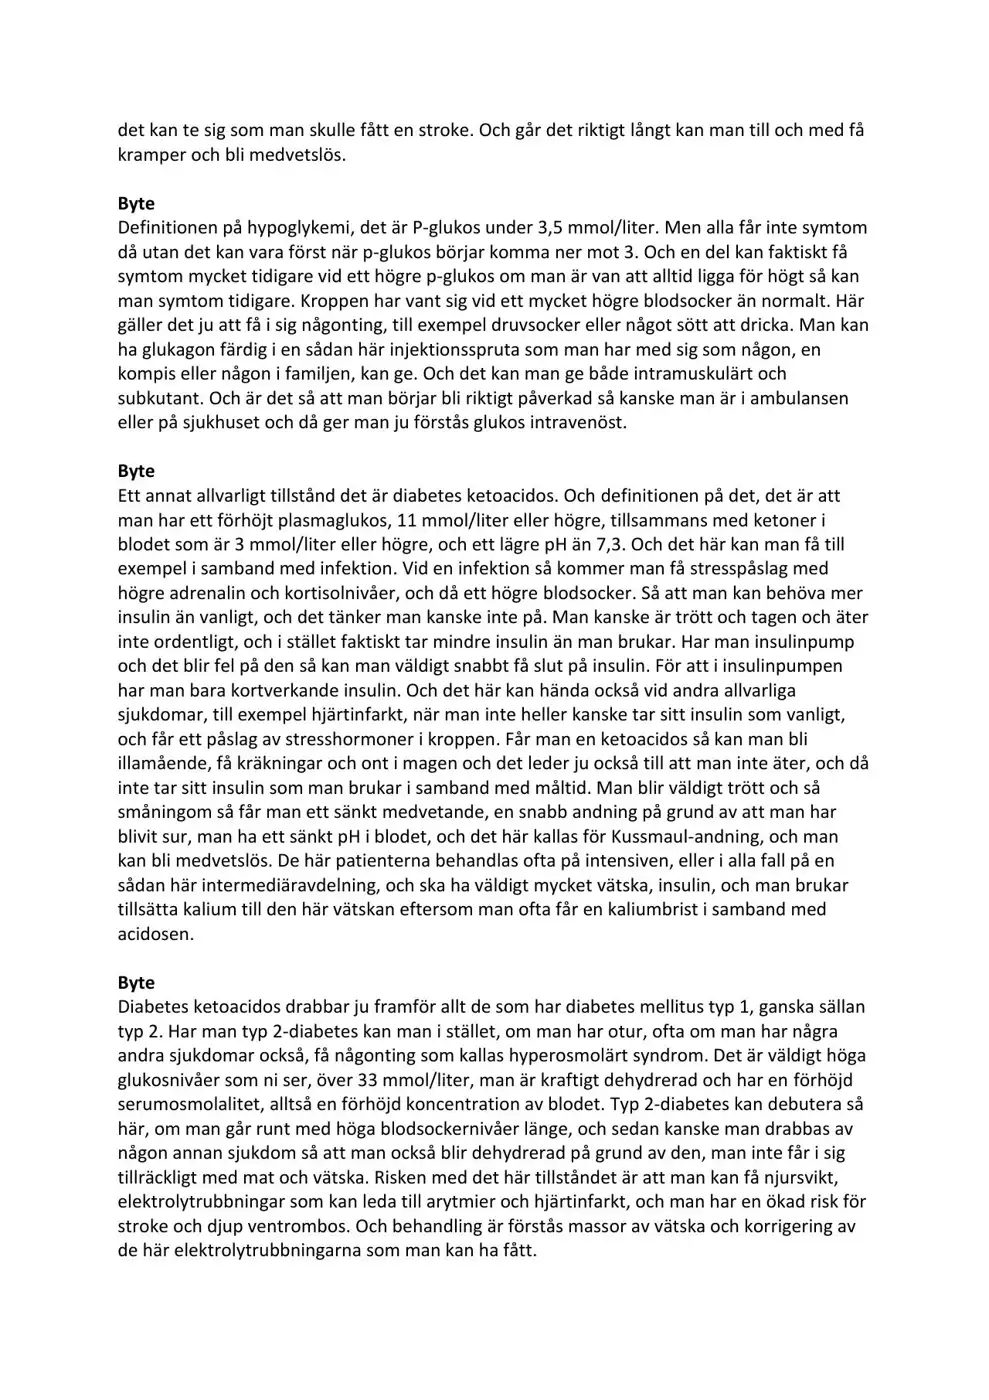 det kan te sig som man skulle fått en stroke. Och går det riktigt långt kan man till och med få
kramper och bli medvetslös.
Byte
Definitionen på hypoglykemi, det är P-glukos under 3,5 mmol/liter. Men alla får inte symtom
då utan det kan vara först när p-glukos börjar komma ner mot 3. Och en del kan faktiskt få
symtom mycket tidigare vid ett högre p-glukos om man är van att alltid ligga för högt så kan
man symtom tidigare. Kroppen har vant sig vid ett mycket högre blodsocker än normalt. Här
gäller det ju att få i sig någonting, till exempel druvsocker eller något sött att dricka. Man kan
ha glukagon färdig i en sådan här injektionsspruta som man har med sig som någon, en
kompis eller någon i familjen, kan ge. Och det kan man ge både intramuskulärt och
subkutant. Och är det så att man börjar bli riktigt påverkad så kanske man är i ambulansen
eller på sjukhuset och då ger man ju förstås glukos intravenöst.
Byte
Ett annat allvarligt tillstånd det är diabetes ketoacidos. Och definitionen på det, det är att
man har ett förhöjt plasmaglukos, 11 mmol/liter eller högre, tillsammans med ketoner i
blodet som är 3 mmol/liter eller högre, och ett lägre pH än 7,3. Och det här kan man få till
exempel i samband med infektion. Vid en infektion så kommer man få stresspåslag med
högre adrenalin och kortisolnivåer, och då ett högre blodsocker. Så att man kan behöva mer
insulin än vanligt, och det tänker man kanske inte på. Man kanske är trött och tagen och äter
inte ordentligt, och i stället faktiskt tar mindre insulin än man brukar. Har man insulinpump
och det blir fel på den så kan man väldigt snabbt få slut på insulin. För att i insulinpumpen
har man bara kortverkande insulin. Och det här kan hända också vid andra allvarliga
sjukdomar, till exempel hjärtinfarkt, när man inte heller kanske tar sitt insulin som vanligt,
och får ett påslag av stresshormoner i kroppen. Får man en ketoacidos så kan man bli
illamående, få kräkningar och ont i magen och det leder ju också till att man inte äter, och då
inte tar sitt insulin som man brukar i samband med måltid. Man blir väldigt trött och så
småningom så får man ett sänkt medvetande, en snabb andning på grund av att man har
blivit sur, man ha ett sänkt pH i blodet, och det här kallas för Kussmaul-andning, och man
kan bli medvetslös. De här patienterna behandlas ofta på intensiven, eller i alla fall på en
sådan här intermediäravdelning, och ska ha väldigt mycket vätska, insulin, och man brukar
tillsätta kalium till den här vätskan eftersom man ofta får en kaliumbrist i samband med
acidosen.
Byte
Diabetes ketoacidos drabbar ju framför allt de som har diabetes mellitus typ 1, ganska sällan
typ 2. Har man typ 2-diabetes kan man i stället, om man har otur, ofta om man har några
andra sjukdomar också, få någonting som kallas hyperosmolärt syndrom. Det är väldigt höga
glukosnivåer som ni ser, över 33 mmol/liter, man är kraftigt dehydrerad och har en förhöjd
serumosmolalitet, alltså en förhöjd koncentration av blodet. Typ 2-diabetes kan debutera så
här, om man går runt med höga blodsockernivåer länge, och sedan kanske man drabbas av
någon annan sjukdom så att man också blir dehydrerad på grund av den, man inte får i sig
tillräckligt med mat och vätska. Risken med det här tillståndet är att man kan få njursvikt,
elektrolytrubbningar som kan leda till arytmier och hjärtinfarkt, och man har en ökad risk för
stroke och djup ventrombos. Och behandling är förstås massor av vätska och korrigering av
de här elektrolytrubbningarna som man kan ha fått.